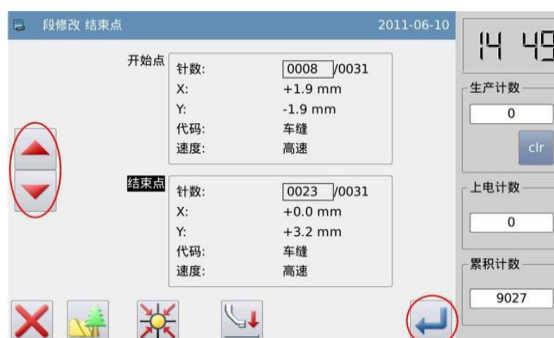 段修改 结束点 2011-06-10
14 49
开始点
针数: 0008 /0031
X: +1.9 mm
Y: -1.9 mm
代码: 车缝
速度: 高速
结束点
针数: 0023 /0031
X: +0.0 mm
Y: +3.2 mm
代码: 车缝
速度: 高速
生产计数
0
clr
上电计数
0
累积计数
9027